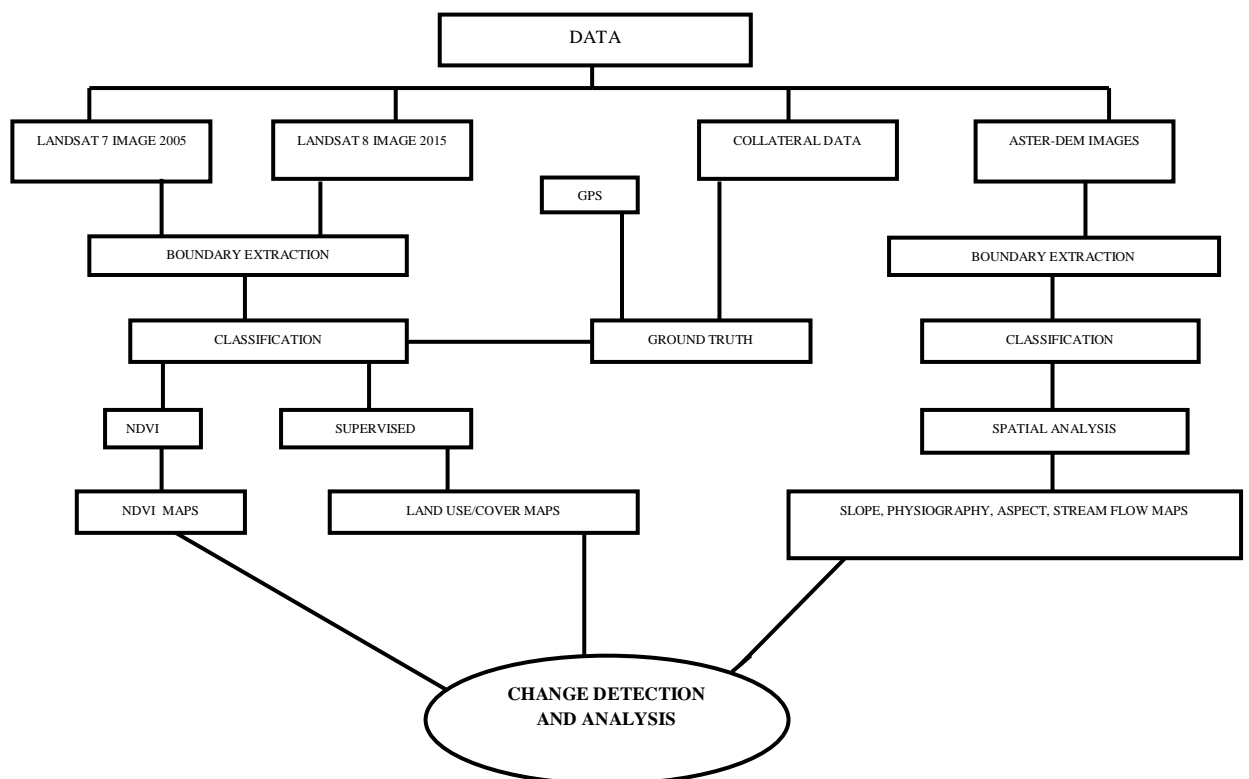 DATA
LANDSAT 7 IMAGE 2005
LANDSAT 8 IMAGE 2015
COLLATERAL DATA
ASTER-DEM IMAGES
GPS
BOUNDARY EXTRACTION
BOUNDARY EXTRACTION
CLASSIFICATION
GROUND TRUTH
CLASSIFICATION
NDVI
SUPERVISED
SPATIAL ANALYSIS
NDVI MAPS
LAND USE/COVER MAPS
SLOPE, PHYSIOGRAPHY, ASPECT, STREAM FLOW MAPS
CHANGE DETECTION
AND ANALYSIS